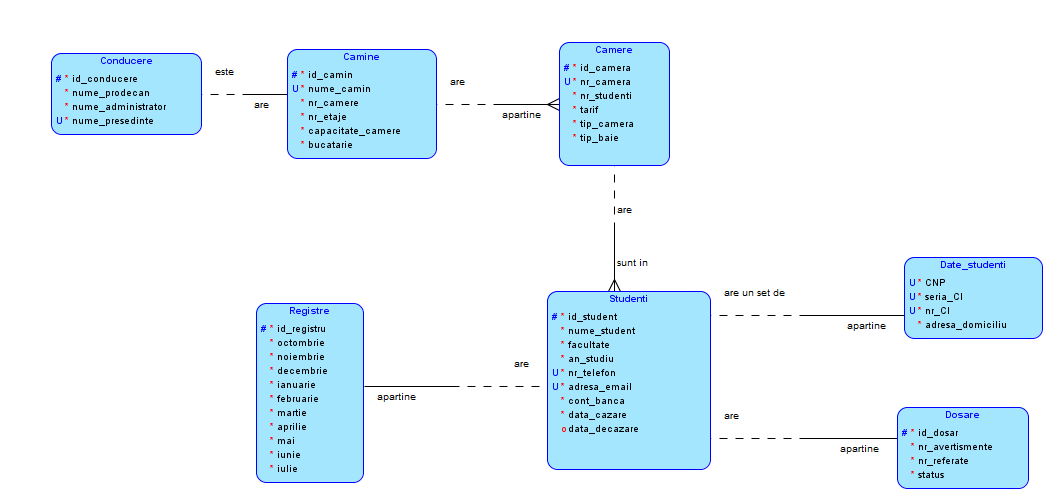 Conducere
# * id_conducere
* nume_prodecan
* nume_administrator
U * nume_presedinte
este
are
Camine
# * id_camin
U * nume_camin
* nr_camere
* nr_etaje
* capacitate_camere
* bucatarie
are
apartine
Camere
# * id_camera
U * nr_camera
* nr_studenti
* tarif
* tip_camera
* tip_baie
are
sunt in
Studenti
# * id_student
* nume_student
* facultate
* an_studiu
U * nr_telefon
U * adresa_email
* cont_banca
* data_cazare
o data_decazare
Registre
# * id_registru
* octombrie
* noiembrie
* decembrie
* ianuarie
* februarie
* martie
* aprilie
* mai
* iunie
* iulie
are
apartine
are un set de
apartine
Date_studenti
U * CNP
U * seria_CI
U * nr_CI
* adresa_domiciliu
are
apartine
Dosare
# * id_dosar
* nr_avertismente
* nr_referate
* status